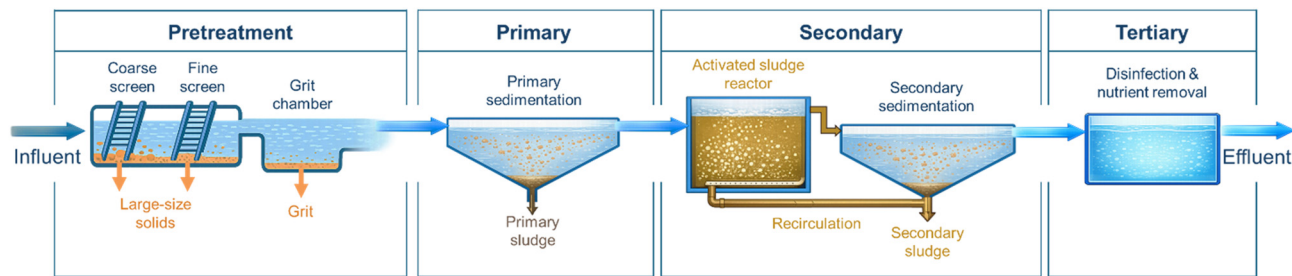 Pretreatment
Primary
Secondary
Tertiary
Coarse
screen
Fine
screen
Grit
chamber
Primary
sedimentation
Activated sludge
reactor
Secondary
sedimentation
Disinfection &
nutrient removal
Influent
Effluent
Large-size
solids
Grit
Primary
sludge
Recirculation
Secondary
sludge